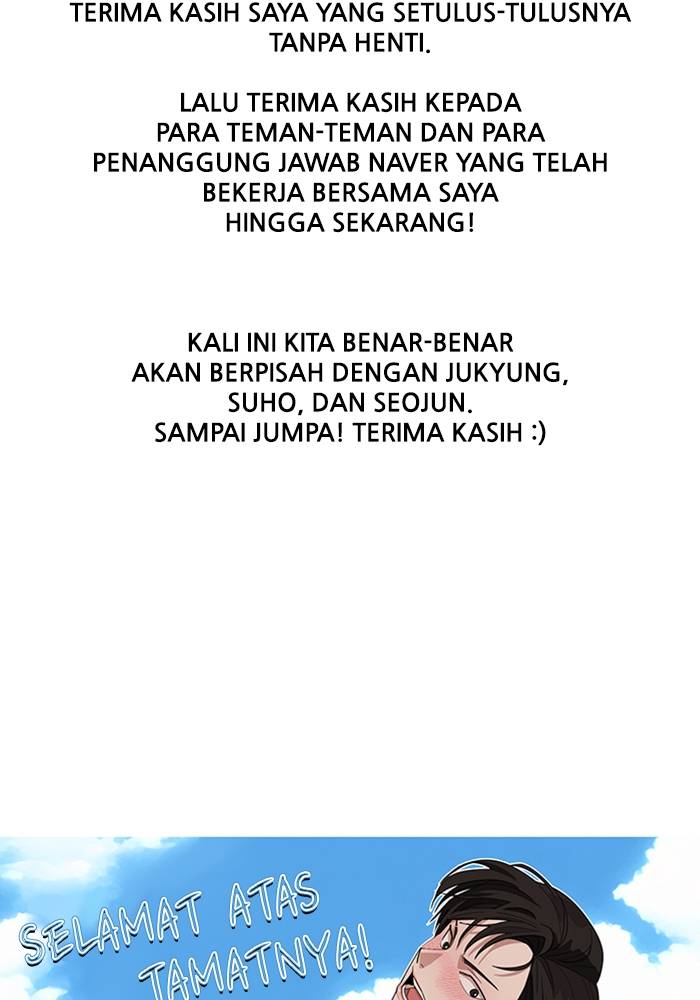 TERIMA KASIH SAYA YANG SETULUS-TULUSNYA
TANPA HENTI.
LALU TERIMA KASIH KEPADA
PARA TEMAN-TEMAN DAN PARA
PENANGGUNG JAWAB NAVER YANG TELAH
BEKERJA BERSAMA SAYA
HINGGA SEKARANG!
KALI INI KITA BENAR-BENAR
AKAN BERPISAH DENGAN JUKYUNG,
SUHO, DAN SEOJUN.
SAMPAI JUMPA! TERIMA KASIH :)
SELAMAT ATAS
TAMATNYA!